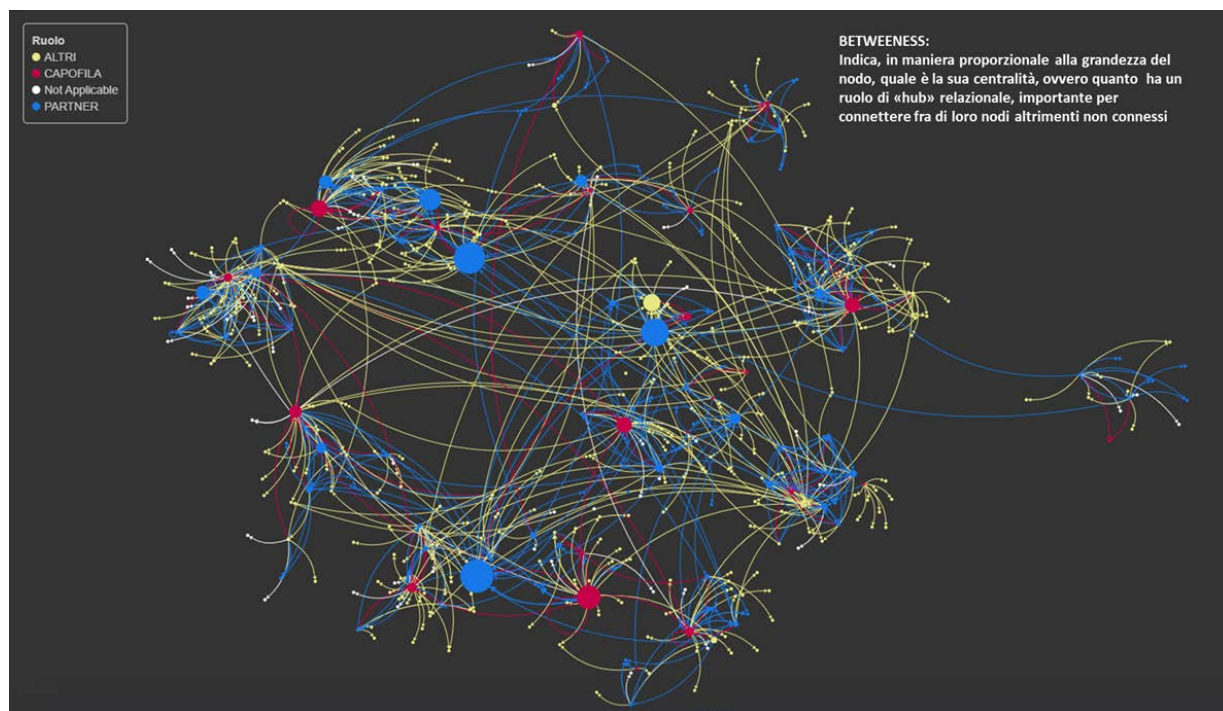 Ruolo
ALTRI
CAPOFILA
Not Applicable
PARTNER
BETWEENESS:
Indica, in maniera proporzionale alla grandezza del
nodo, quale è la sua centralità, ovvero quanto ha un
ruolo di «hub» relazionale, importante per
connettere fra di loro nodi altrimenti non connessi